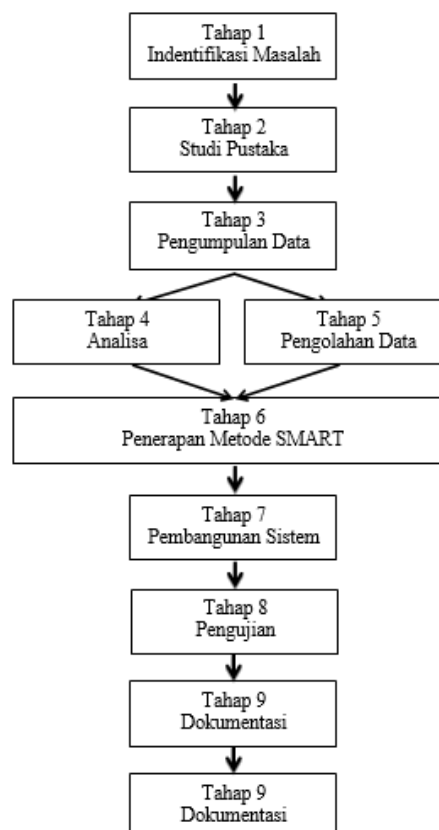 Tahap 1
Indentifikasi Masalah
Tahap 2
Studi Pustaka
Tahap 3
Pengumpulan Data
Tahap 4
Analisa
Tahap 5
Pengolahan Data
Tahap 6
Penerapan Metode SMART
Tahap 7
Pembangunan Sistem
Tahap 8
Pengujian
Tahap 9
Dokumentasi
Tahap 9
Dokumentasi